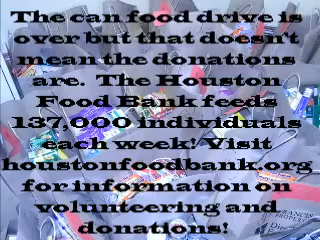 The can food drive is
over but that doesn't
mean the donations
are. The Houston
Food Bank feeds
137,000 individuals
each week! Visit
houstonfoodbank.org
for information on
volunteering and
donations!